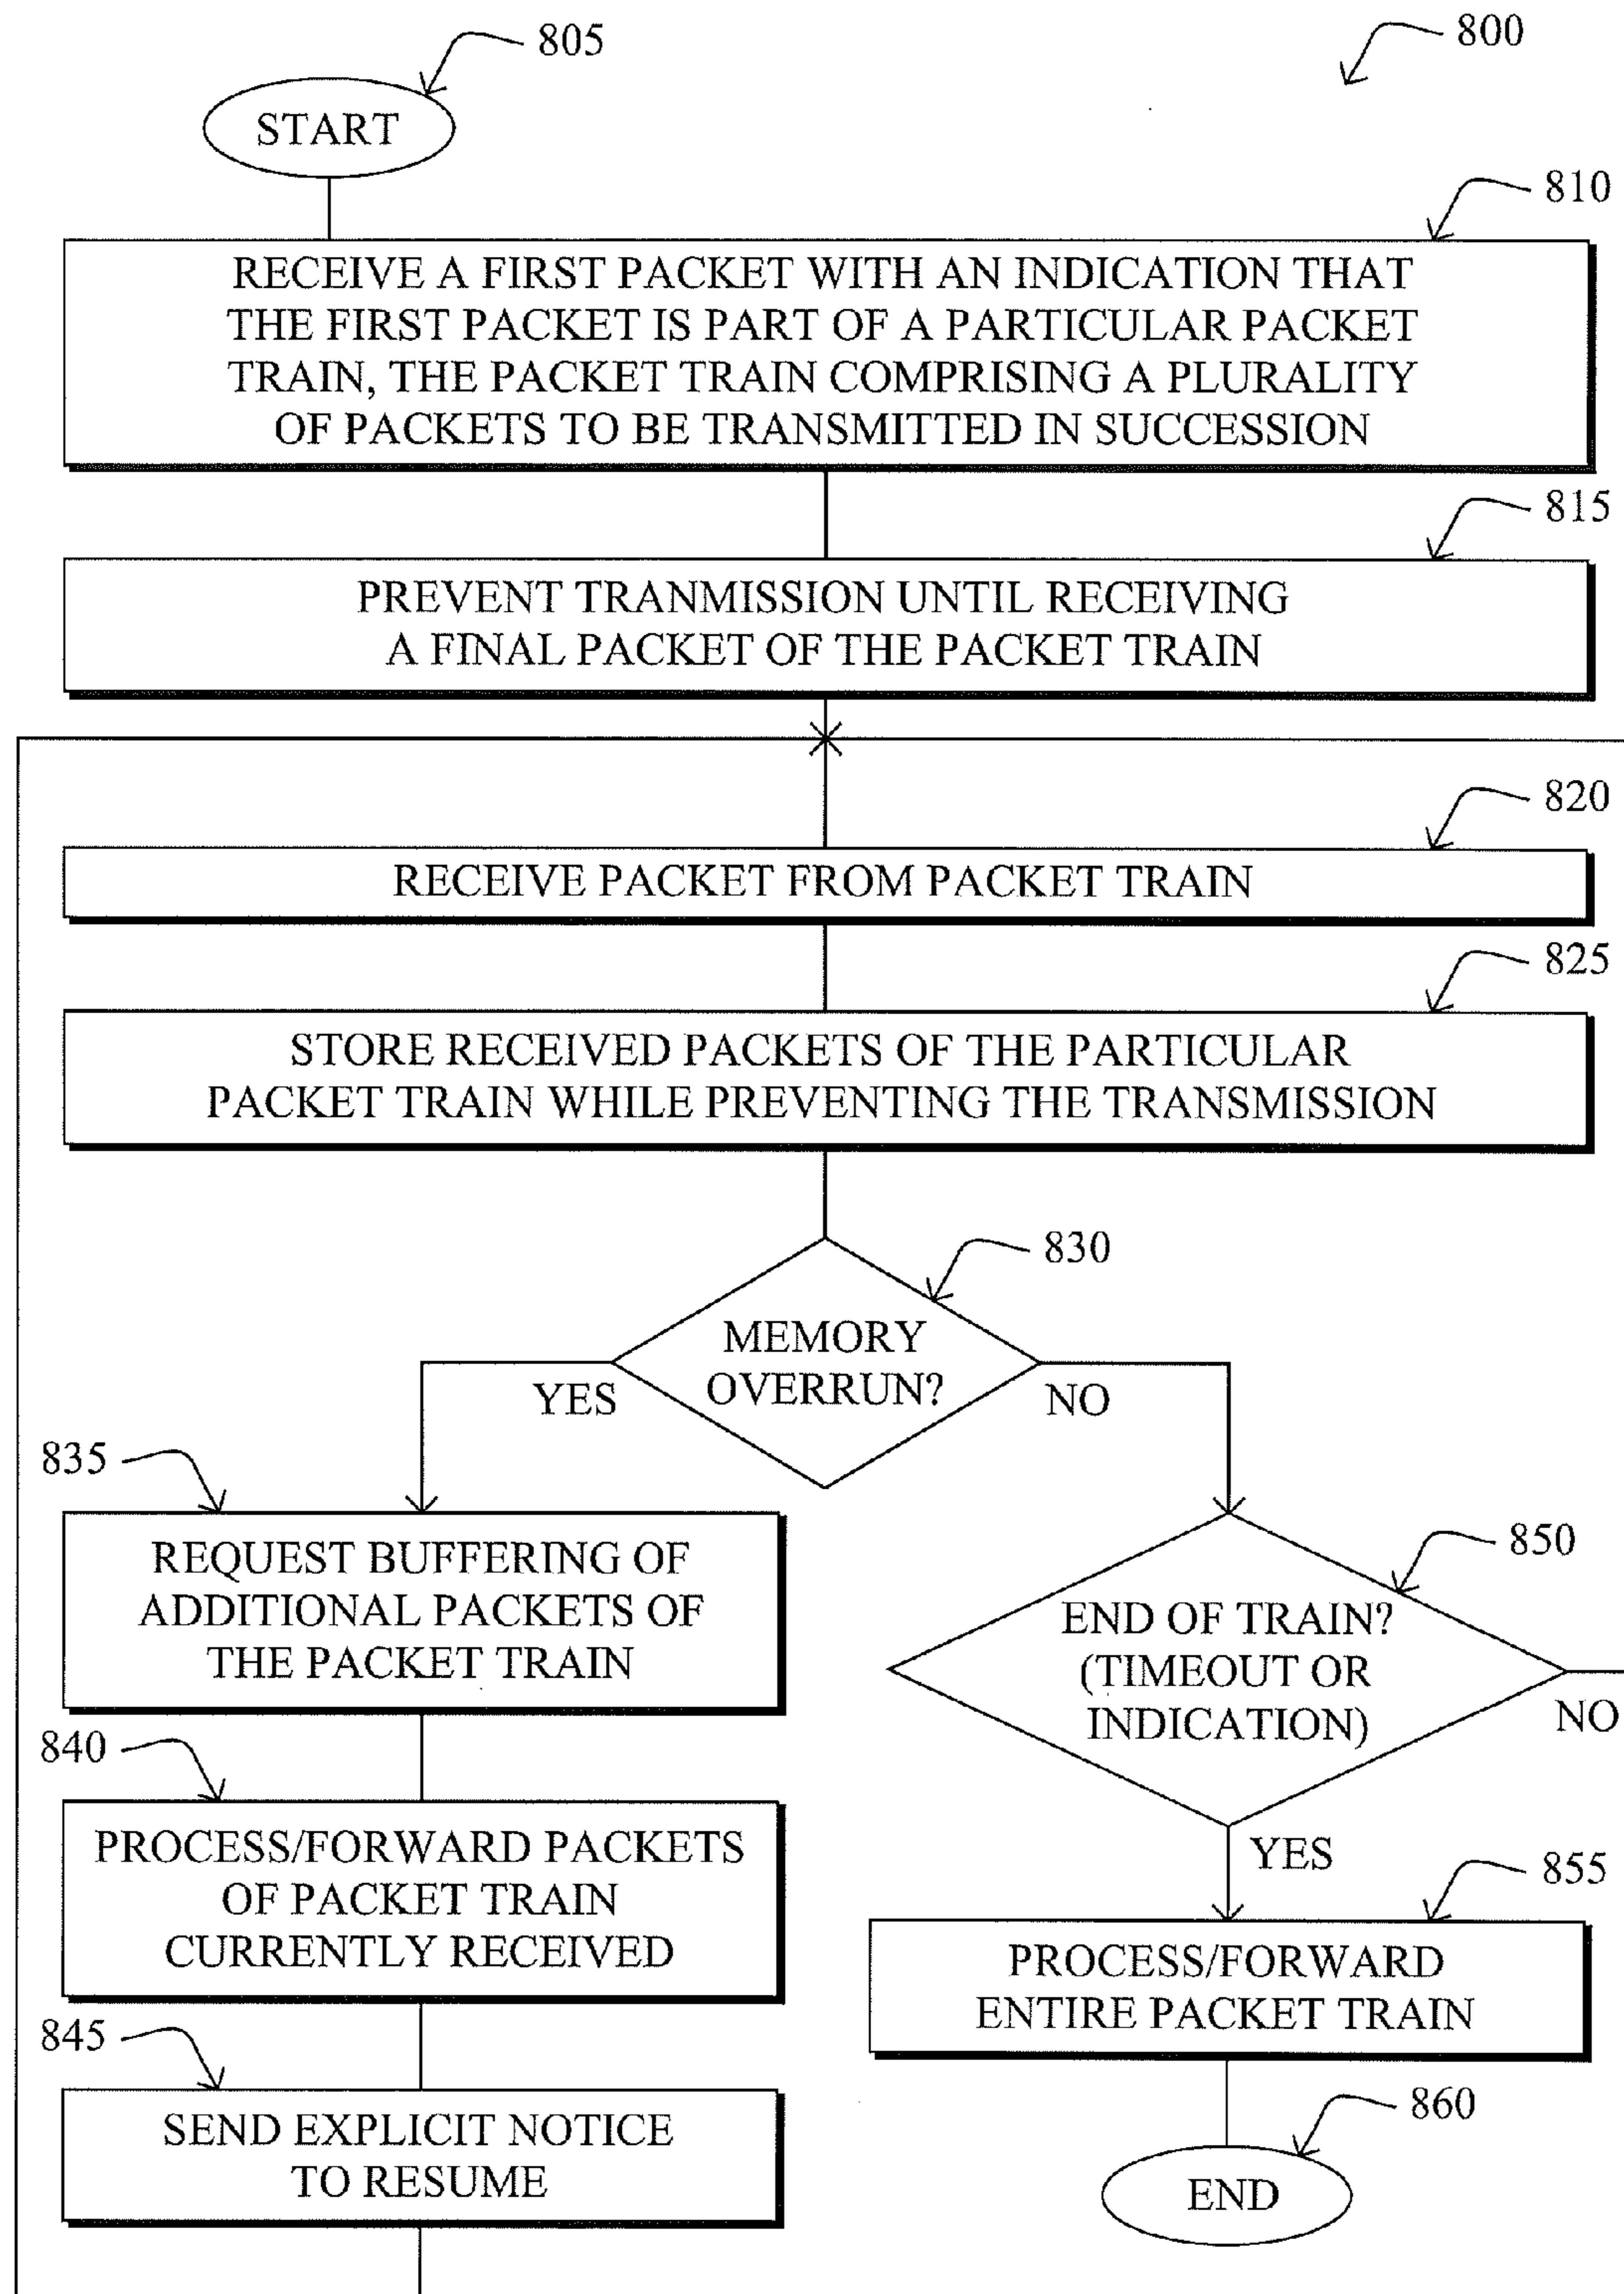 805
800
START
810
RECEIVE A FIRST PACKET WITH AN INDICATION THAT
THE FIRST PACKET IS PART OF A PARTICULAR PACKET
TRAIN, THE PACKET TRAIN COMPRISING A PLURALITY
OF PACKETS TO BE TRANSMITTED IN SUCCESSION
815
PREVENT TRANMISSION UNTIL RECEIVING
A FINAL PACKET OF THE PACKET TRAIN
820
RECEIVE PACKET FROM PACKET TRAIN
825
STORE RECEIVED PACKETS OF THE PARTICULAR
PACKET TRAIN WHILE PREVENTING THE TRANSMISSION
830
MEMORY
OVERRUN?
YES
NO
835
REQUEST BUFFERING OF
ADDITIONAL PACKETS OF
THE PACKET TRAIN
850
END OF TRAIN?
(TIMEOUT OR
INDICATION)
NO
YES
840
PROCESS/FORWARD PACKETS
OF PACKET TRAIN
CURRENTLY RECEIVED
855
PROCESS/FORWARD
ENTIRE PACKET TRAIN
845
SEND EXPLICIT NOTICE
TO RESUME
860
END